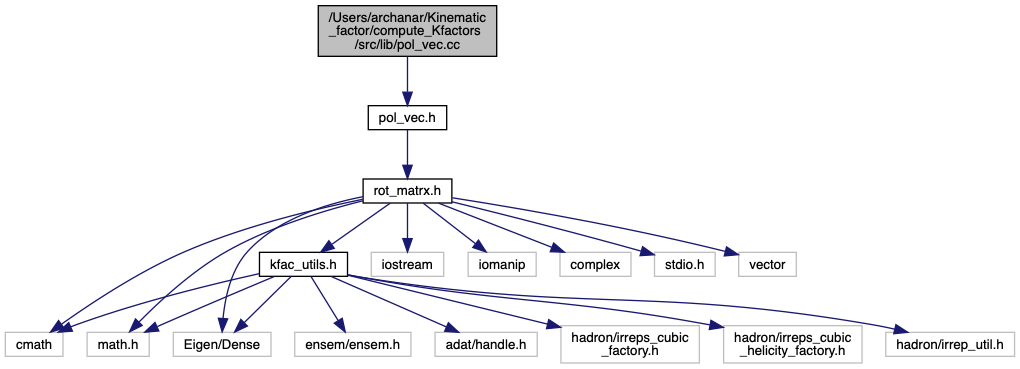 /Users/archanar/Kinematic
_factor/compute_Kfactors
/src/lib/pol_vec.cc
pol_vec.h
rot_matrx.h
kfac_utils.h
iostream
iomanip
complex
stdio.h
vector
cmath
math.h
Eigen/Dense
ensem/ensem.h
adat/handle.h
hadron/irreps_cubic
_factory.h
hadron/irreps_cubic
_helicity_factory.h
hadron/irrep_util.h